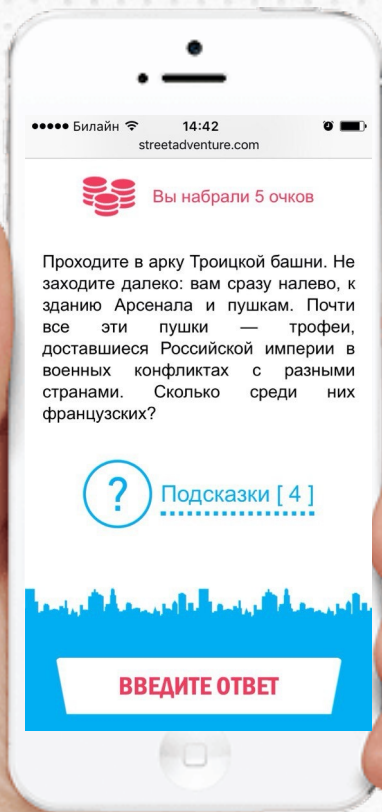 Билайн 14:42
streetadventure.com
Вы набрали 5 очков
Проходите в арку Троицкой башни. Не
заходите далеко: вам сразу налево, к
зданию Арсенала и пушкам. Почти
все эти пушки — трофеи,
доставшиеся Российской империи в
военных конфликтах с разными
странами. Сколько среди них
французских?
? Подсказки [ 4 ]
ВВЕДИТЕ ОТВЕТ